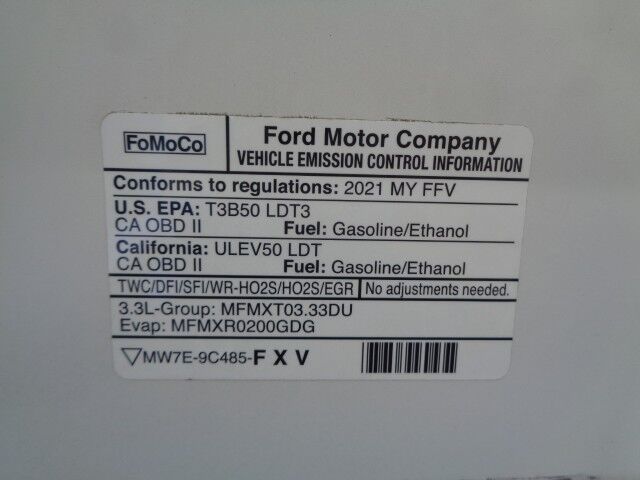 FoMoCo
Ford Motor Company
VEHICLE EMISSION CONTROL INFORMATION
Conforms to regulations: 2021 MY FFV
U.S. EPA: T3B50 LDT3
CA OBD II Fuel: Gasoline/Ethanol
California: ULEV50 LDT
CA OBD II Fuel: Gasoline/Ethanol
TWC/DFI/SFI/WR-HO2S/HO2S/EGR No adjustments needed.
3.3L-Group: MFMXT03.33DU
Evap: MFMXR0200GDG
▽MW7E-9C485-F X V